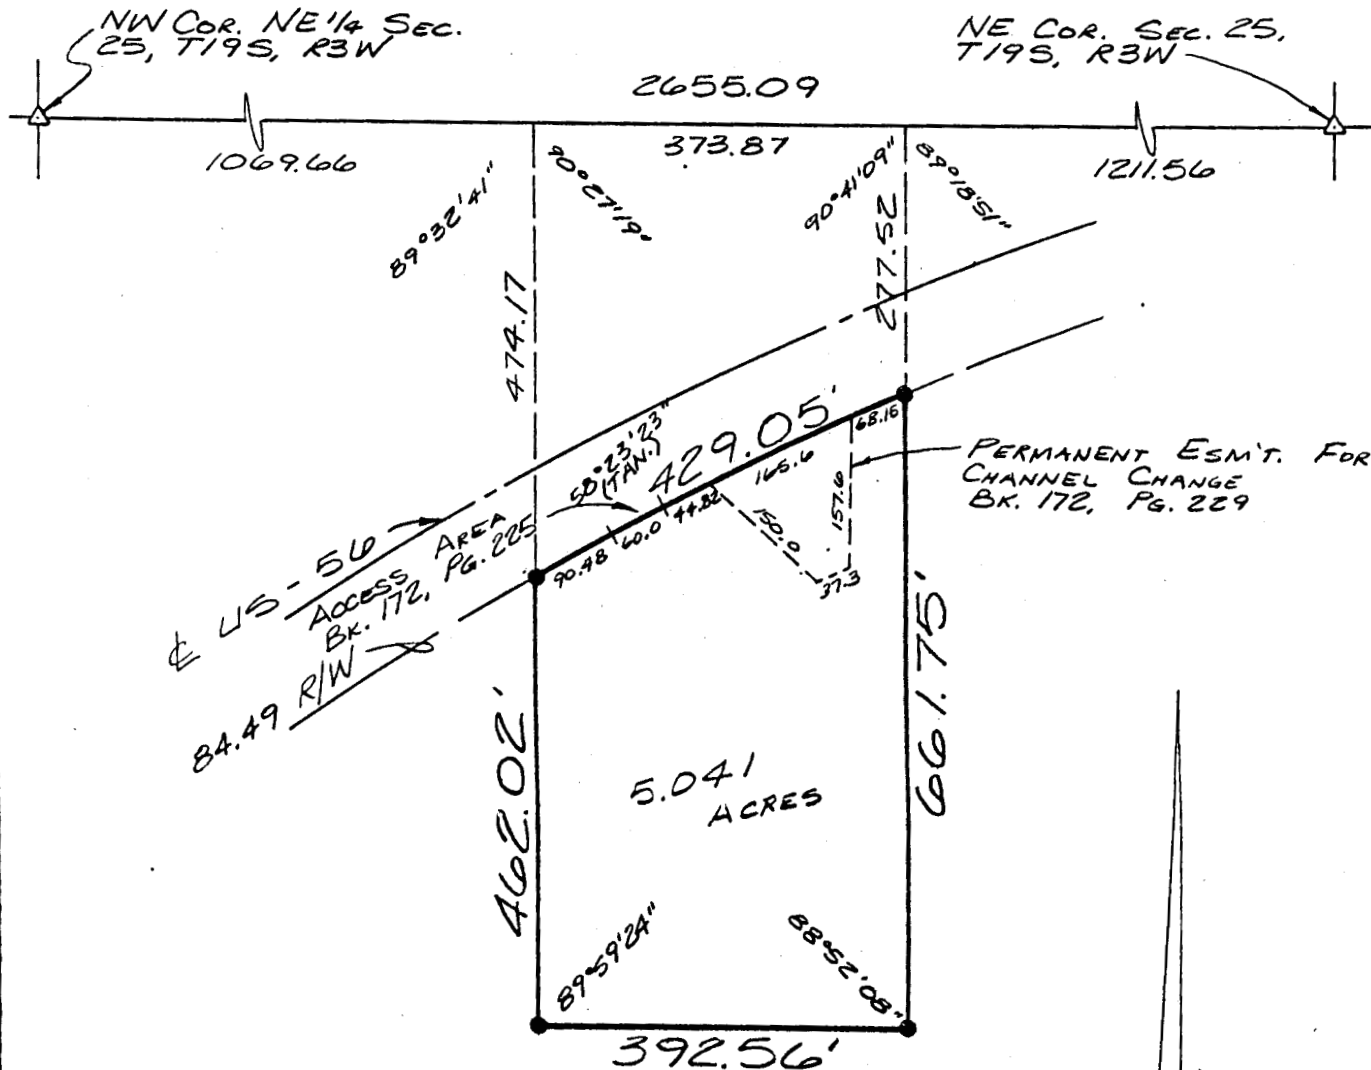 NW COR. NE 1/4 SEC.
25, T19S, R3W
NE COR. SEC. 25,
T19S, R3W
2655.09
1069.66
373.87
1211.56
89°32'41"
90°27'19"
90°41'09"
89°18'51"
474.17
277.52
429.05'
58°23'23"
(TAN.)
90.48
60.0
44.82
165.6
68.15
150.0
37.3
157.6
PERMANENT ESM'T. FOR
CHANNEL CHANGE
BK. 172, PG. 229
℄ US-56
ACCESS AREA
BK. 172, PG. 225
84.49 R/W
462.02'
661.75'
5.041
ACRES
89°59'24"
88°52'08"
392.56'